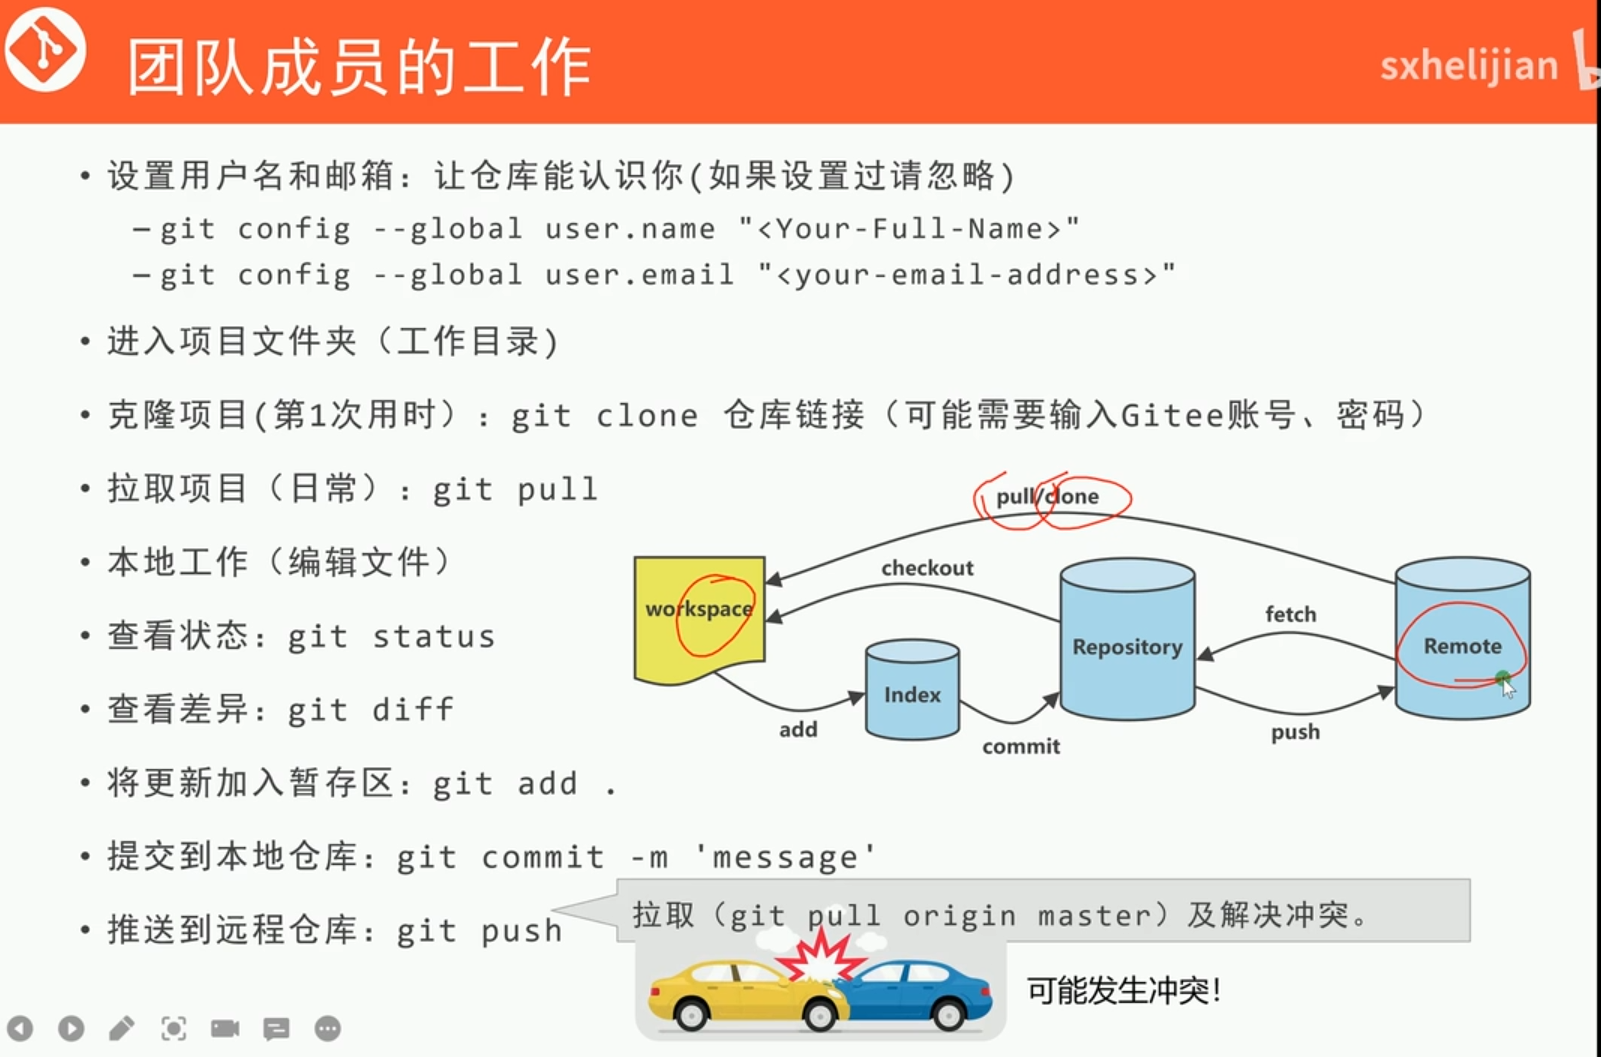 团队成员的工作
sxhelijian
• 设置用户名和邮箱：让仓库能认识你(如果设置过请忽略)
– git config --global user.name "<Your-Full-Name>"
– git config --global user.email "<your-email-address>"
• 进入项目文件夹（工作目录)
• 克隆项目(第1次用时）：git clone 仓库链接（可能需要输入Gitee账号、密码）
• 拉取项目（日常）：git pull
• 本地工作（编辑文件）
• 查看状态：git status
• 查看差异：git diff
• 将更新加入暂存区：git add .
• 提交到本地仓库：git commit -m 'message'
• 推送到远程仓库：git push
pull/clone
checkout
workspace
fetch
Repository
Remote
Index
add
commit
push
拉取（git pull origin master）及解决冲突。
可能发生冲突！